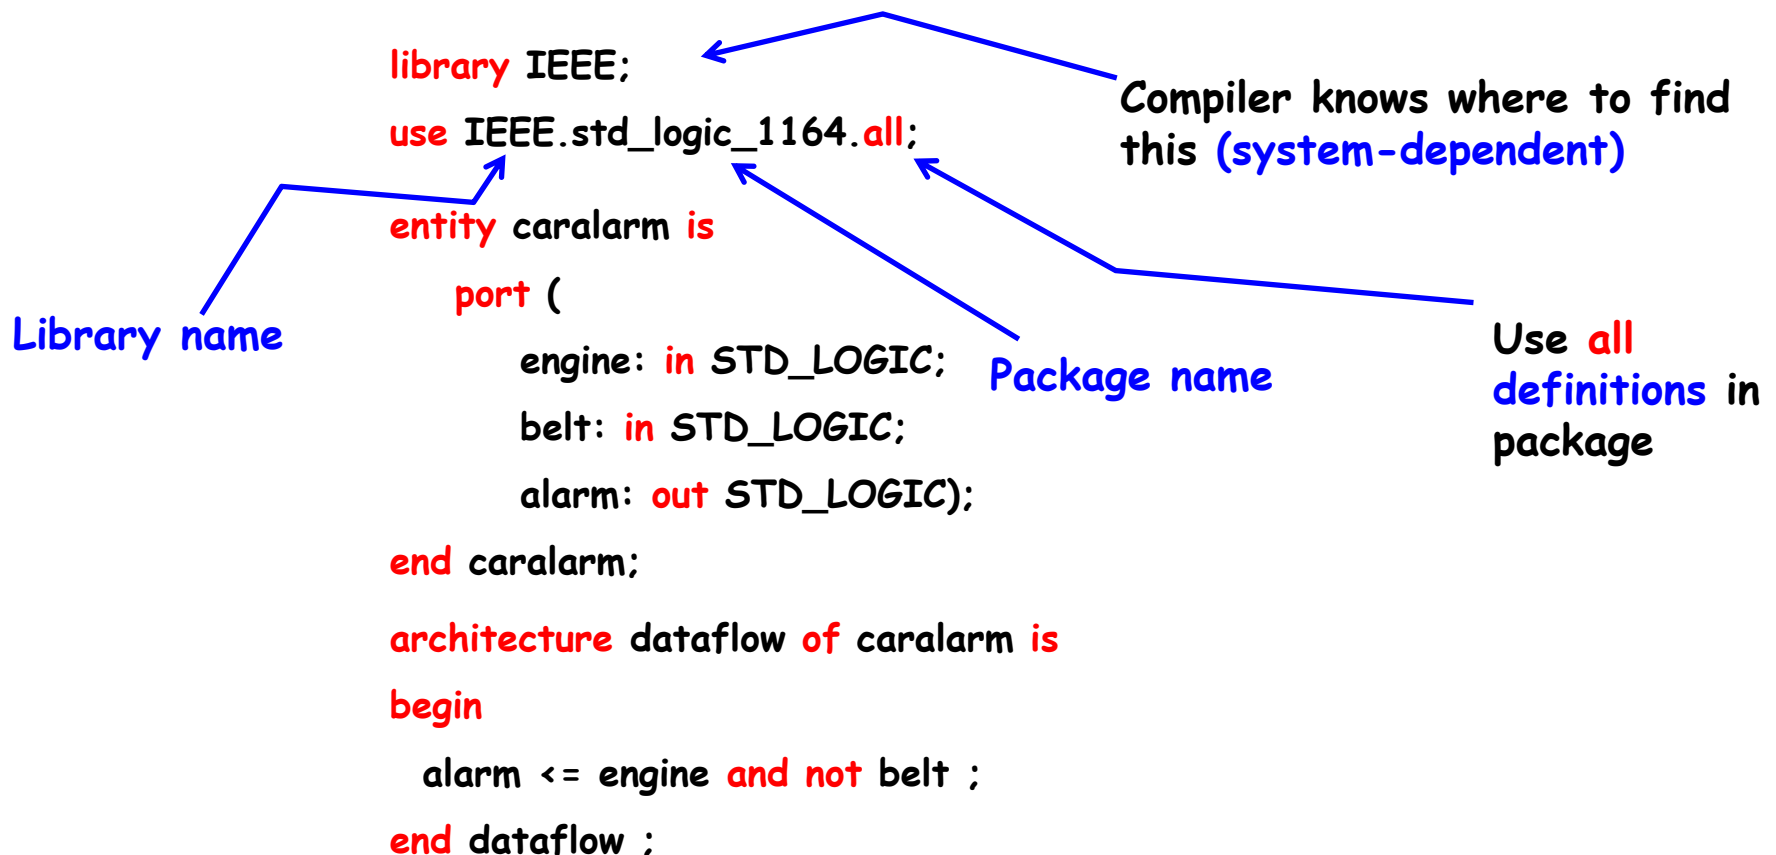 library IEEE;
use IEEE.std_logic_1164.all;
entity caralarm is
port (
engine: in STD_LOGIC;
belt: in STD_LOGIC;
alarm: out STD_LOGIC);
end caralarm;
architecture dataflow of caralarm is
begin
alarm <= engine and not belt ;
end dataflow ;
Compiler knows where to find
this (system-dependent)
Library name
Package name
Use all
definitions in
package